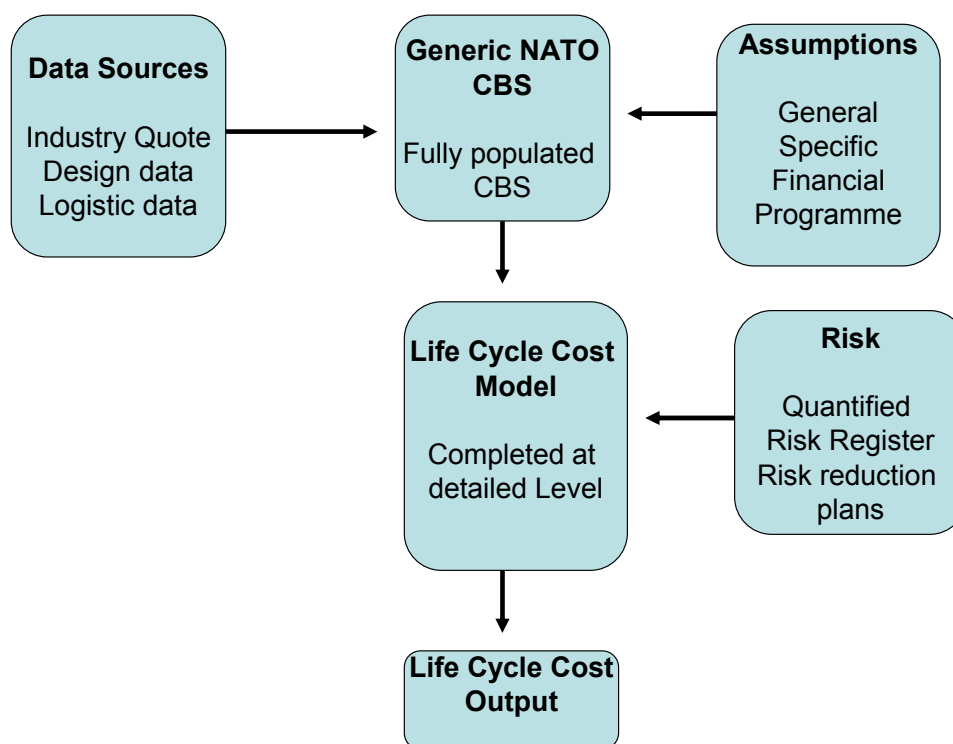 Data Sources
Industry Quote
Design data
Logistic data
Generic NATO
CBS
Fully populated
CBS
Assumptions
General
Specific
Financial
Programme
Life Cycle Cost
Model
Completed at
detailed Level
Risk
Quantified
Risk Register
Risk reduction
plans
Life Cycle Cost
Output